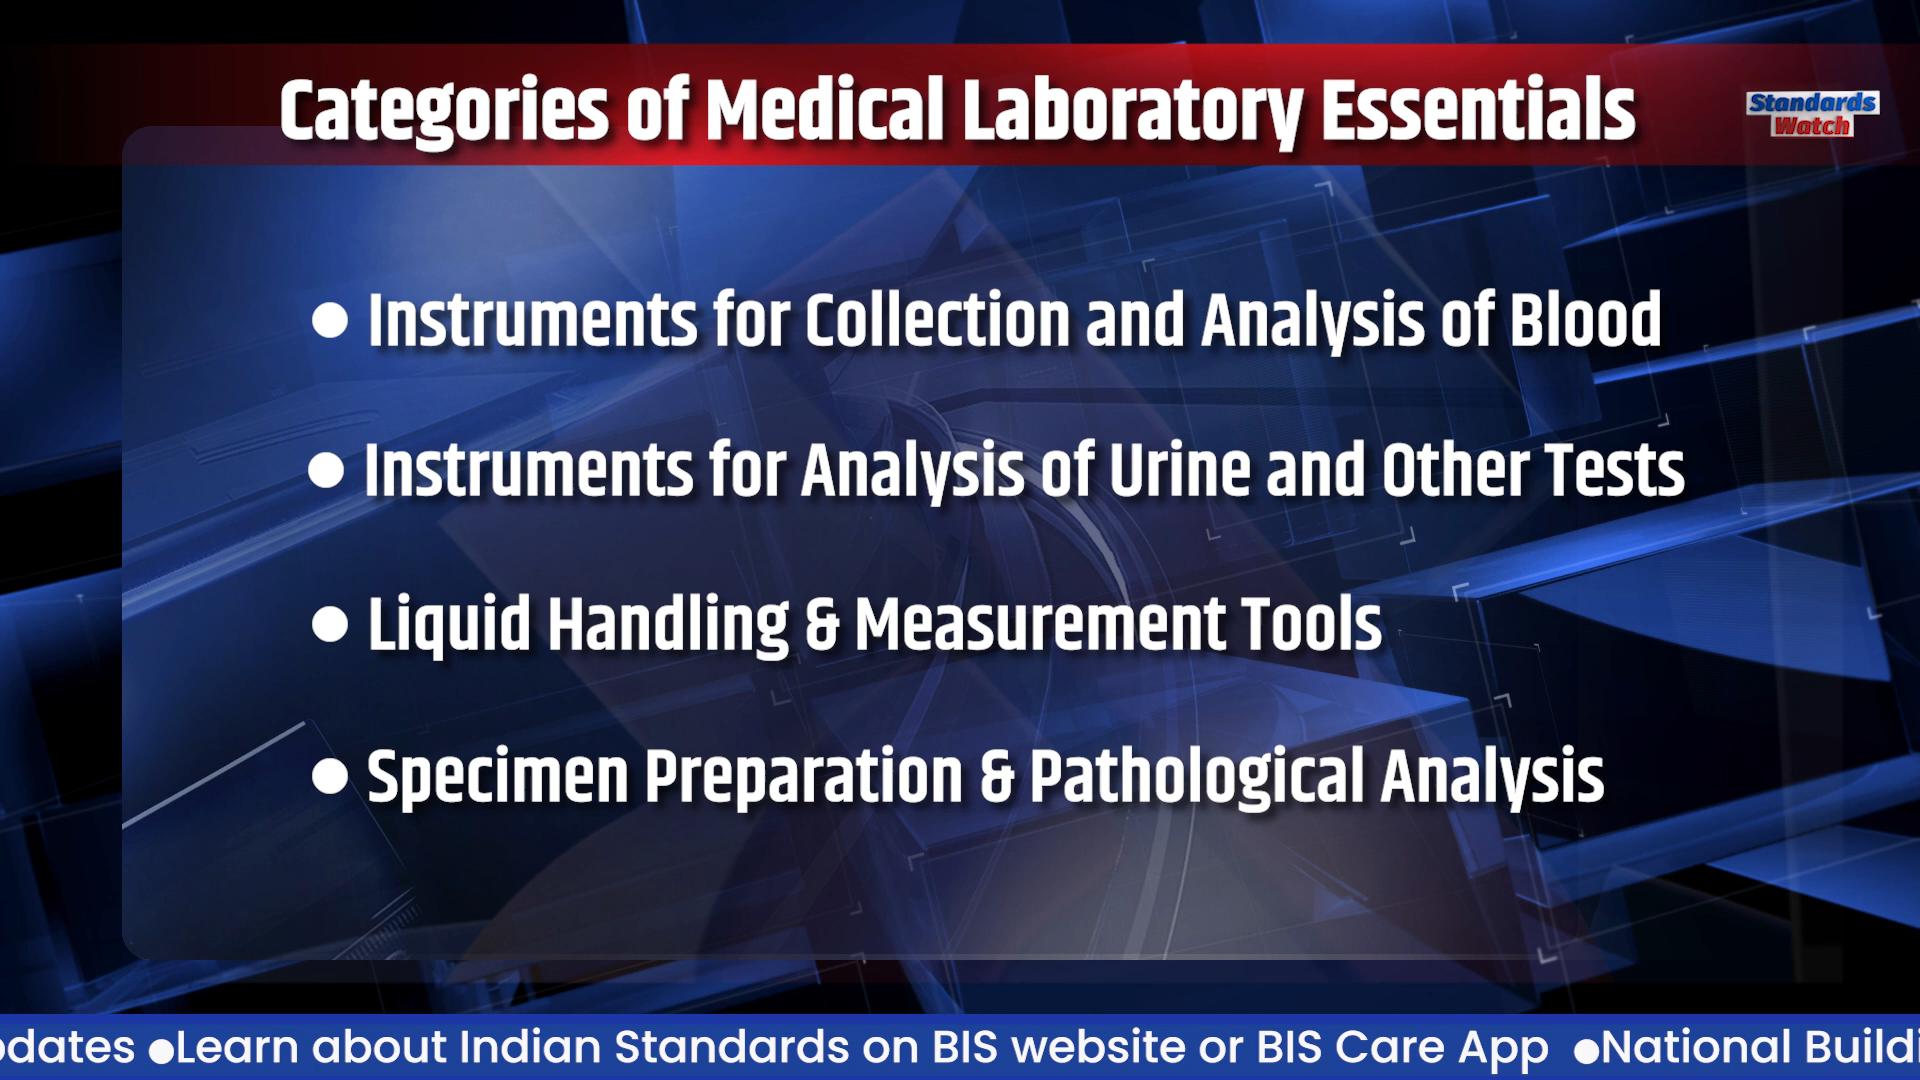 Categories of Medical Laboratory Essentials
Standards
Watch
● Instruments for Collection and Analysis of Blood
● Instruments for Analysis of Urine and Other Tests
● Liquid Handling & Measurement Tools
● Specimen Preparation & Pathological Analysis
dates ●Learn about Indian Standards on BIS website or BIS Care App ●National Buildi